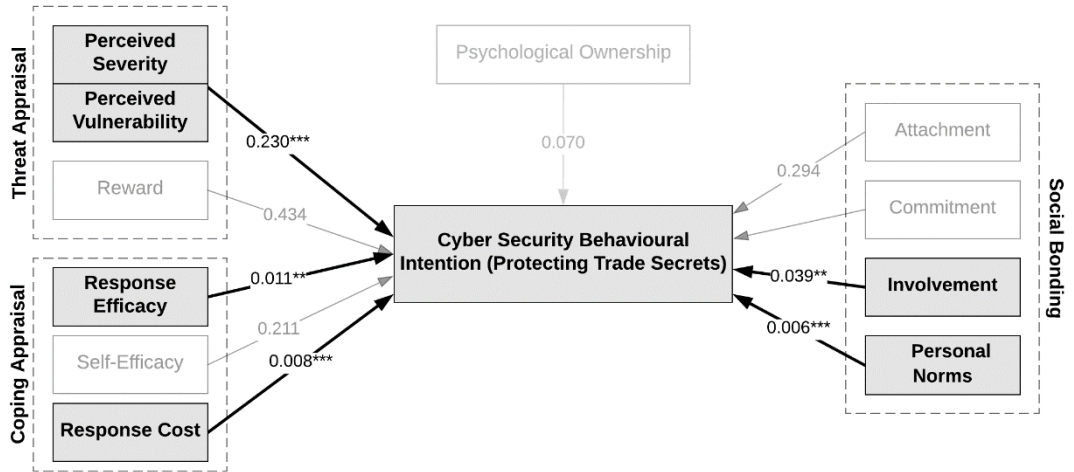 Threat Appraisal
Perceived
Severity
Perceived
Vulnerability
Reward
0.230***
0.434
Coping Appraisal
Response
Efficacy
Self-Efficacy
Response Cost
0.011**
0.211
0.008***
Psychological Ownership
0.070
Cyber Security Behavioural
Intention (Protecting Trade Secrets)
0.294
0.039**
0.006***
Attachment
Commitment
Involvement
Personal
Norms
Social Bonding